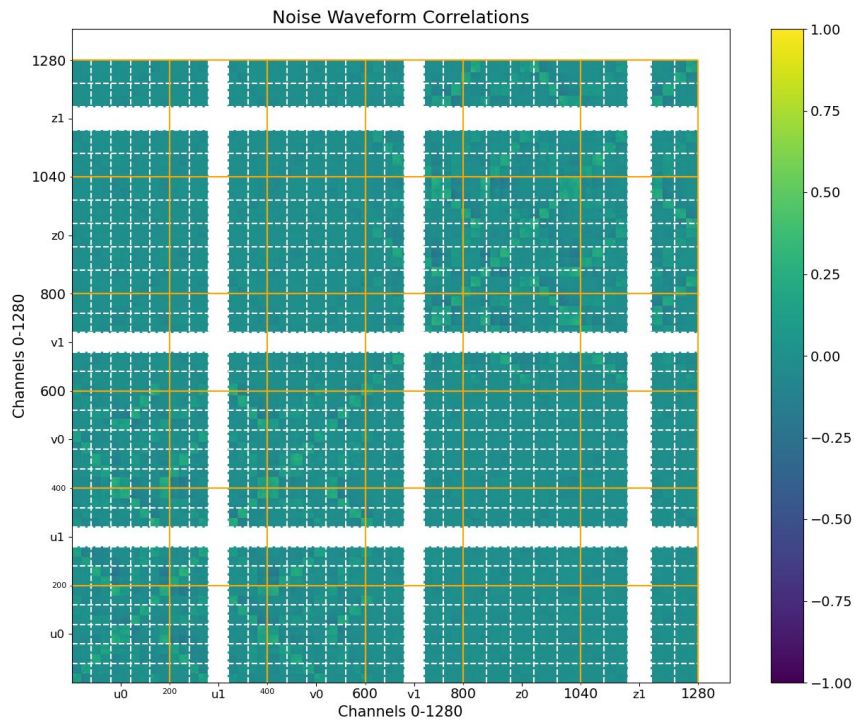 Noise Waveform Correlations
1280
z1
1040
z0
800
v1
600
v0
400
u1
200
u0
Channels 0-1280
u0 200 u1 400 v0 600 v1 800 z0 1040 z1 1280
Channels 0-1280
1.00
0.75
0.50
0.25
0.00
−0.25
−0.50
−0.75
−1.00